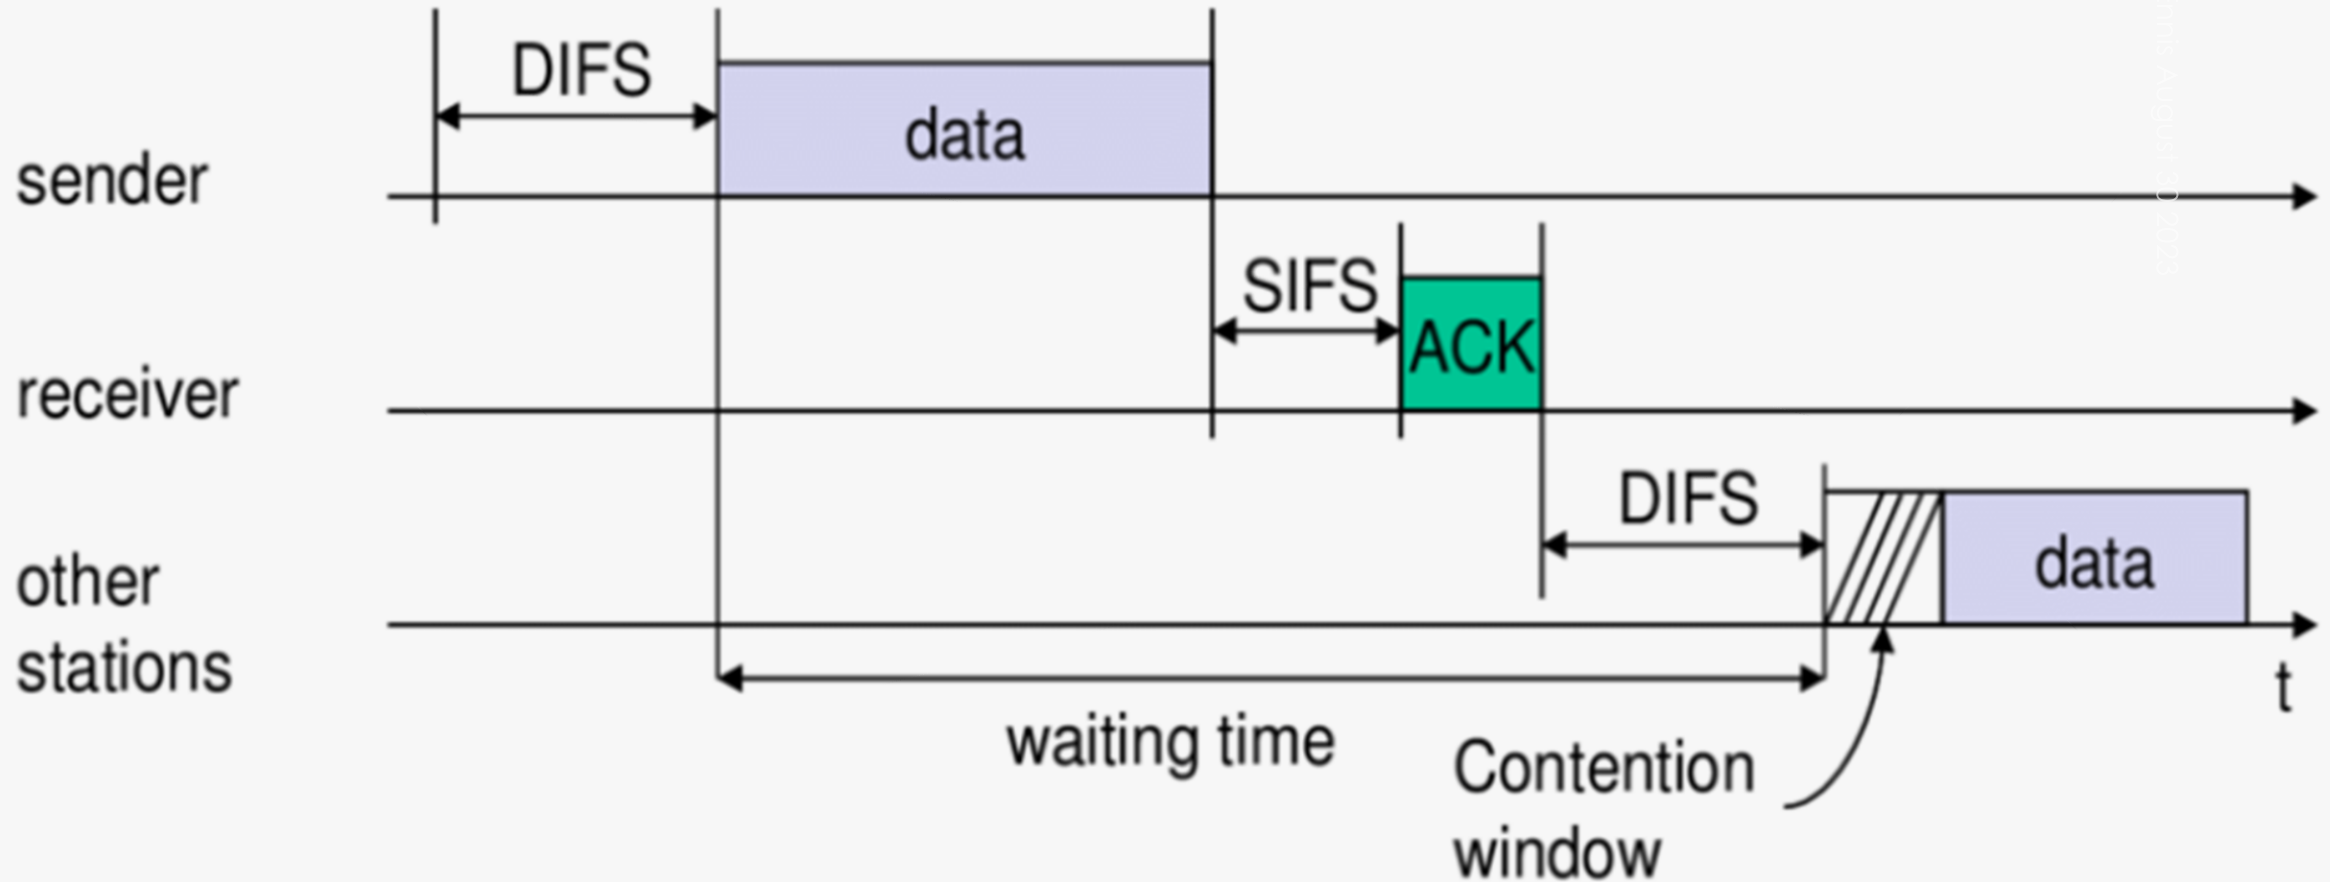 DIFS
data
sender
SIFS
ACK
receiver
DIFS
data
other
stations
t
waiting time
Contention
window